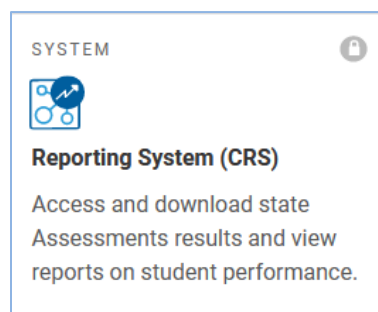 SYSTEM
Reporting System (CRS)
Access and download state
Assessments results and view
reports on student performance.